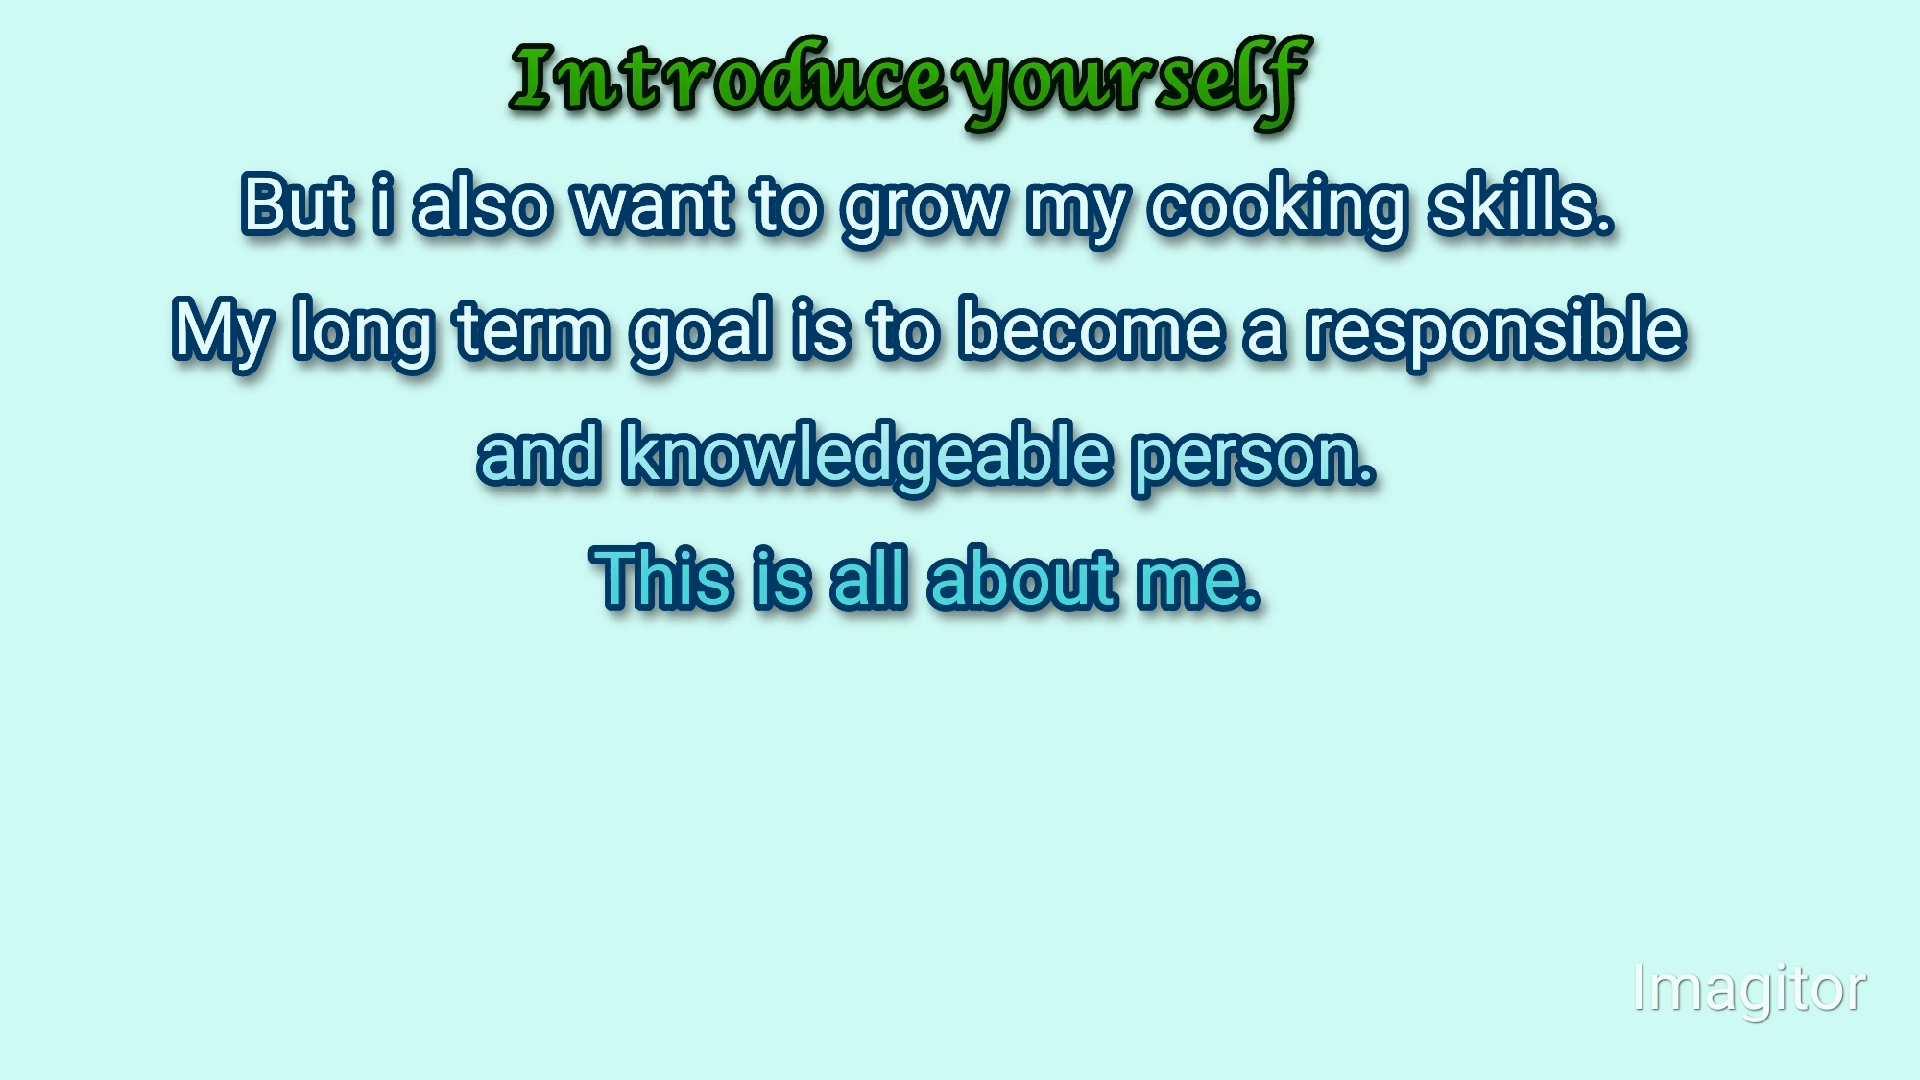 Introduce yourself
But i also want to grow my cooking skills.
My long term goal is to become a responsible
and knowledgeable person.
This is all about me.
Imagitor